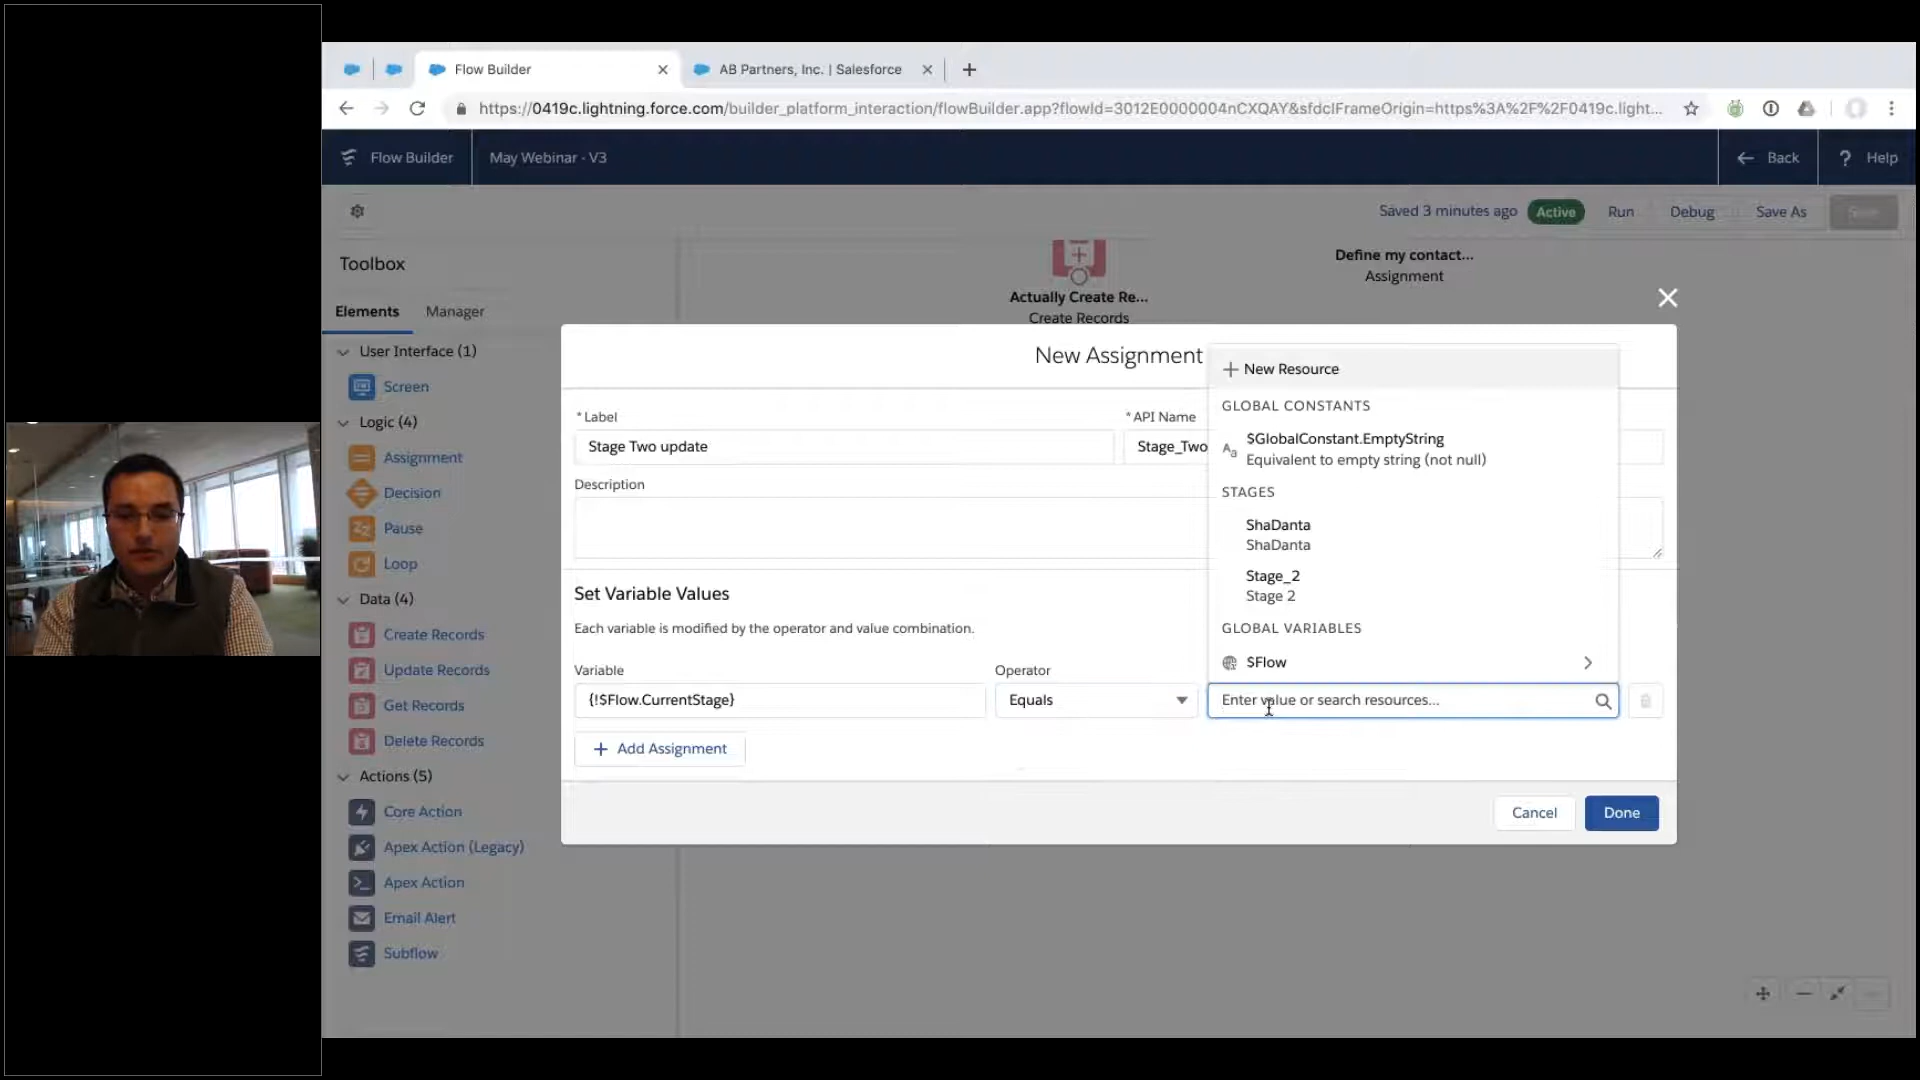 Flow Builder
AB Partners, Inc. | Salesforce
https://0419c.lightning.force.com/builder_platform_interaction/flowBuilder.app?flowId=3012E0000004nCXQAY&sfdcIFrameOrigin=https%3A%2F%2F0419c.light...
Flow Builder
May Webinar - V3
Back
? Help
Saved 3 minutes ago
Active
Run
Debug
Save As
Toolbox
Elements
Manager
User Interface (1)
Screen
Logic (4)
Assignment
Decision
Pause
Loop
Data (4)
Create Records
Update Records
Get Records
Delete Records
Actions (5)
Core Action
Apex Action (Legacy)
Apex Action
Email Alert
Subflow
Actually Create Re...
Create Records
Define my contact...
Assignment
New Assignment
* Label
Stage Two update
* API Name
Stage_Two
Description
Set Variable Values
Each variable is modified by the operator and value combination.
Variable
{!$Flow.CurrentStage}
Operator
Equals
+ New Resource
GLOBAL CONSTANTS
$GlobalConstant.EmptyString
Equivalent to empty string (not null)
STAGES
ShaDanta
ShaDanta
Stage_2
Stage 2
GLOBAL VARIABLES
$Flow
Enter value or search resources...
+ Add Assignment
Cancel
Done